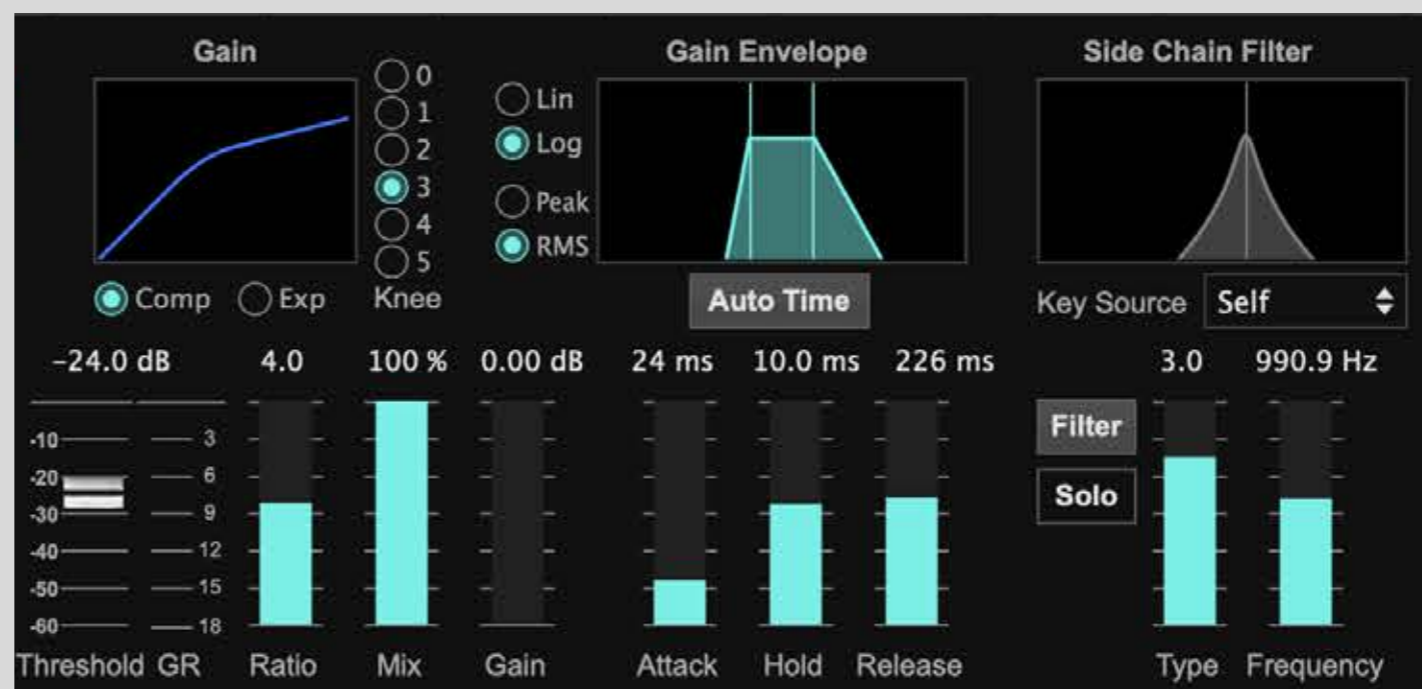 Gain
0
1
2
3
4
5
Knee
Comp
Exp
Gain Envelope
Lin
Log
Peak
RMS
Auto Time
Side Chain Filter
Key Source
Self
-24.0 dB
4.0
100 %
0.00 dB
24 ms
10.0 ms
226 ms
3.0
990.9 Hz
-10
-20
-30
-40
-50
-60
3
6
9
12
15
18
Filter
Solo
Threshold
GR
Ratio
Mix
Gain
Attack
Hold
Release
Type
Frequency